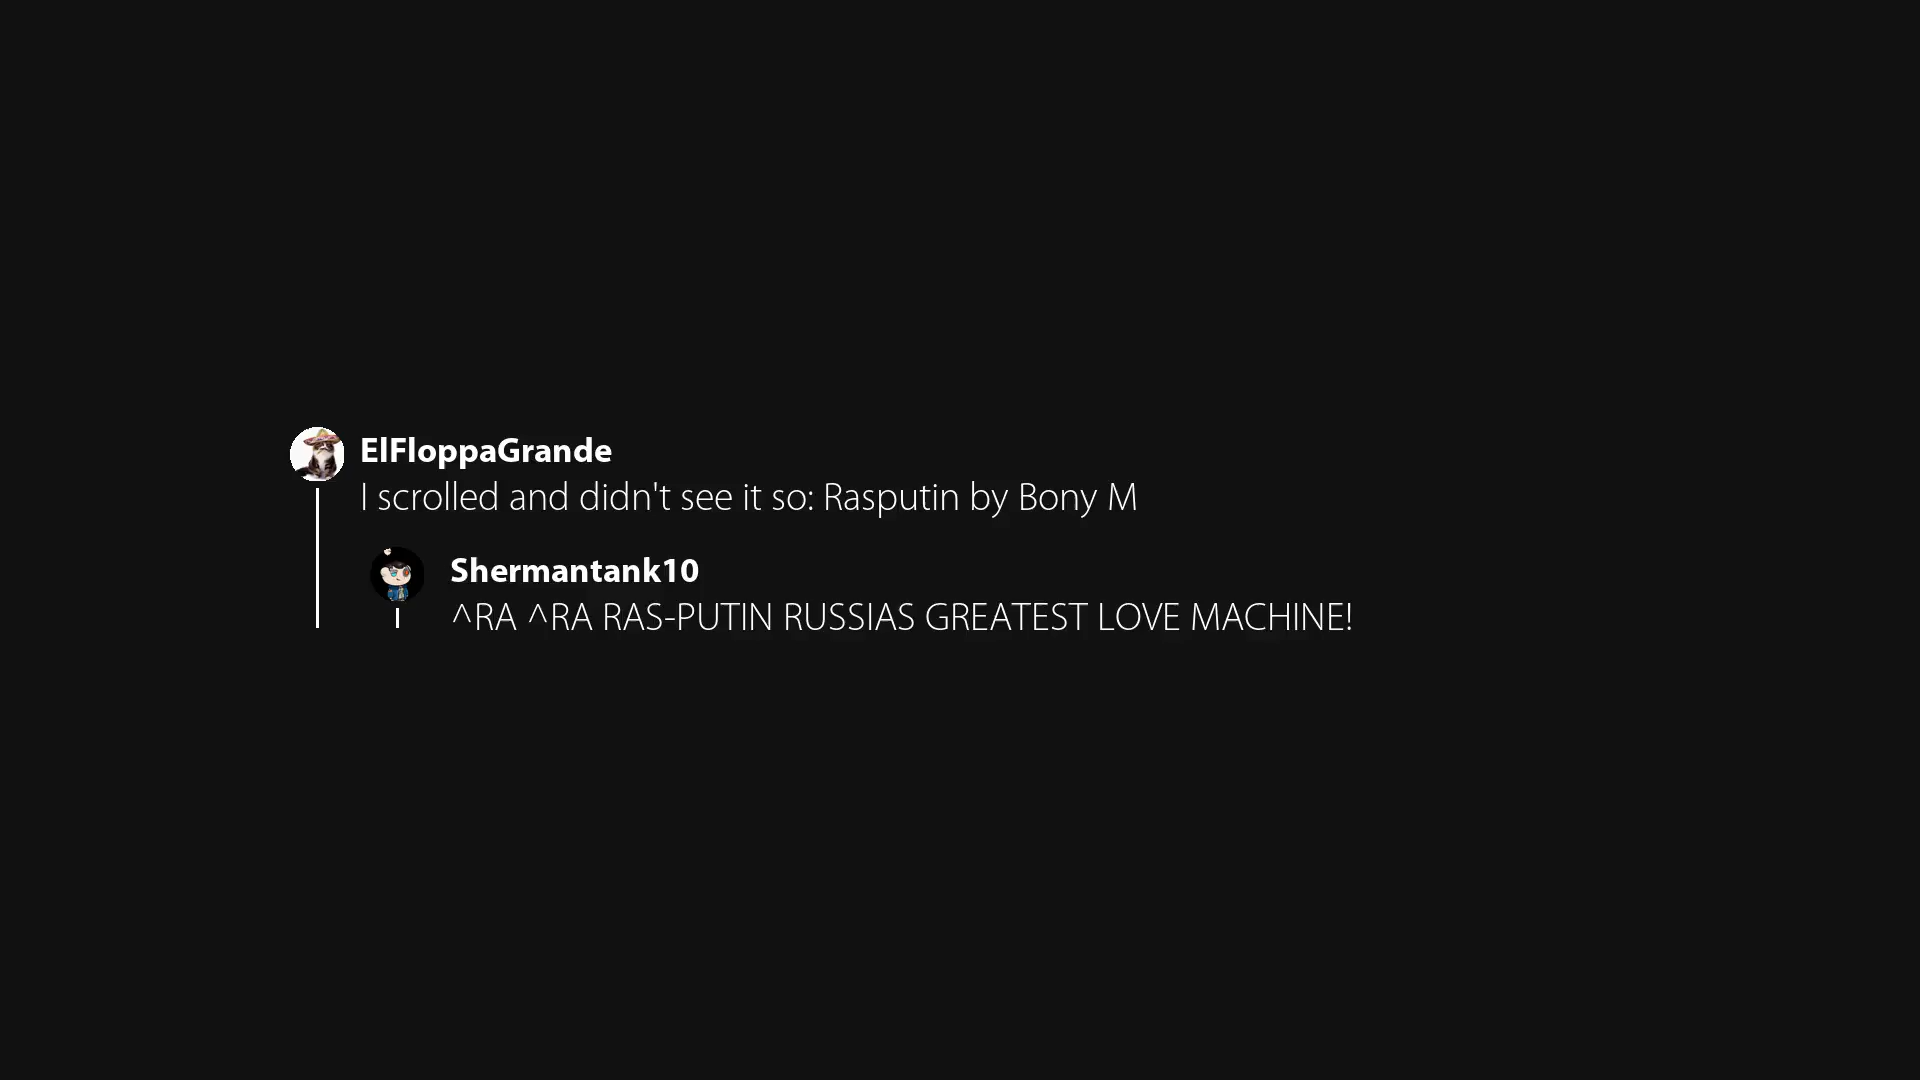 ElFloppaGrande
I scrolled and didn't see it so: Rasputin by Bony M
Shermantank10
^RA ^RA RAS-PUTIN RUSSIAS GREATEST LOVE MACHINE!